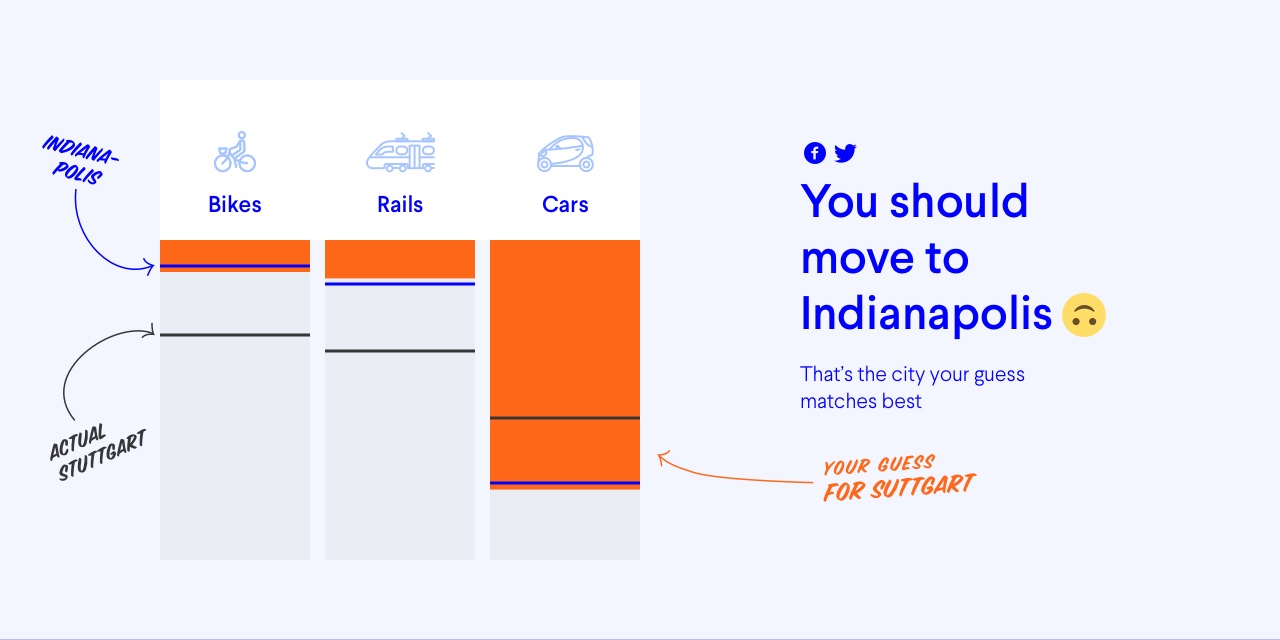 INDIANA-
POLIS
Bikes
Rails
Cars
ACTUAL
STUTTGART
You should
move to
Indianapolis
That's the city your guess
matches best
YOUR GUESS
FOR SUTTGART